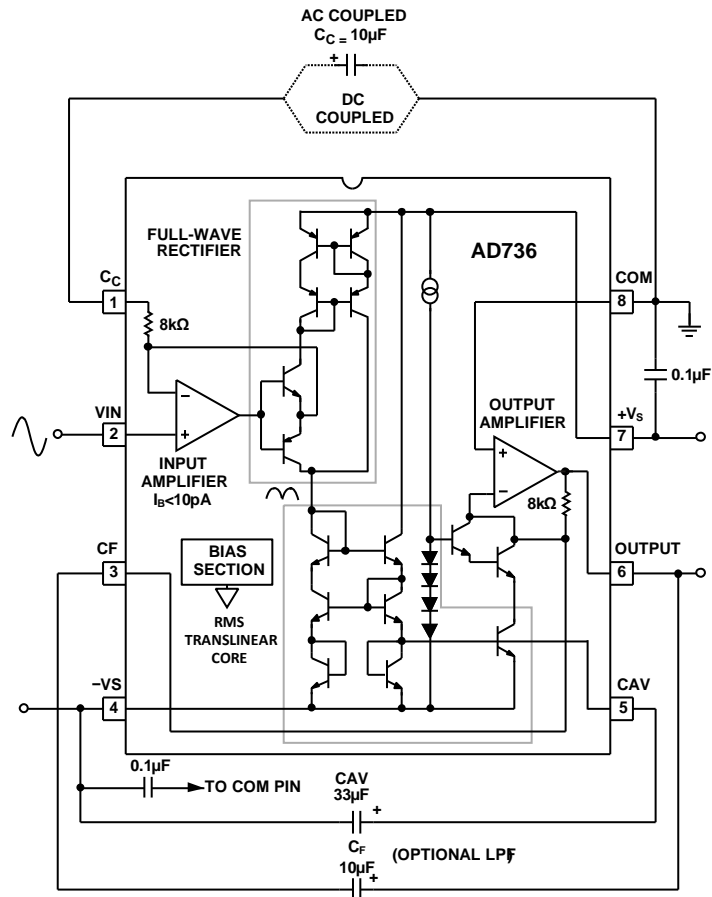 AC COUPLED
CC = 10µF
+
DC
COUPLED
FULL-WAVE
RECTIFIER
AD736
CC
1
8kΩ
COM
8
0.1µF
VIN
2
−
+
INPUT
AMPLIFIER
IB<10pA
OUTPUT
AMPLIFIER
+
−
8kΩ
+VS
7
CF
3
BIAS
SECTION
RMS
TRANSLINEAR
CORE
OUTPUT
6
−VS
4
CAV
5
0.1µF
TO COM PIN
CAV
33µF
+
CF
10µF
+
(OPTIONAL LPF)